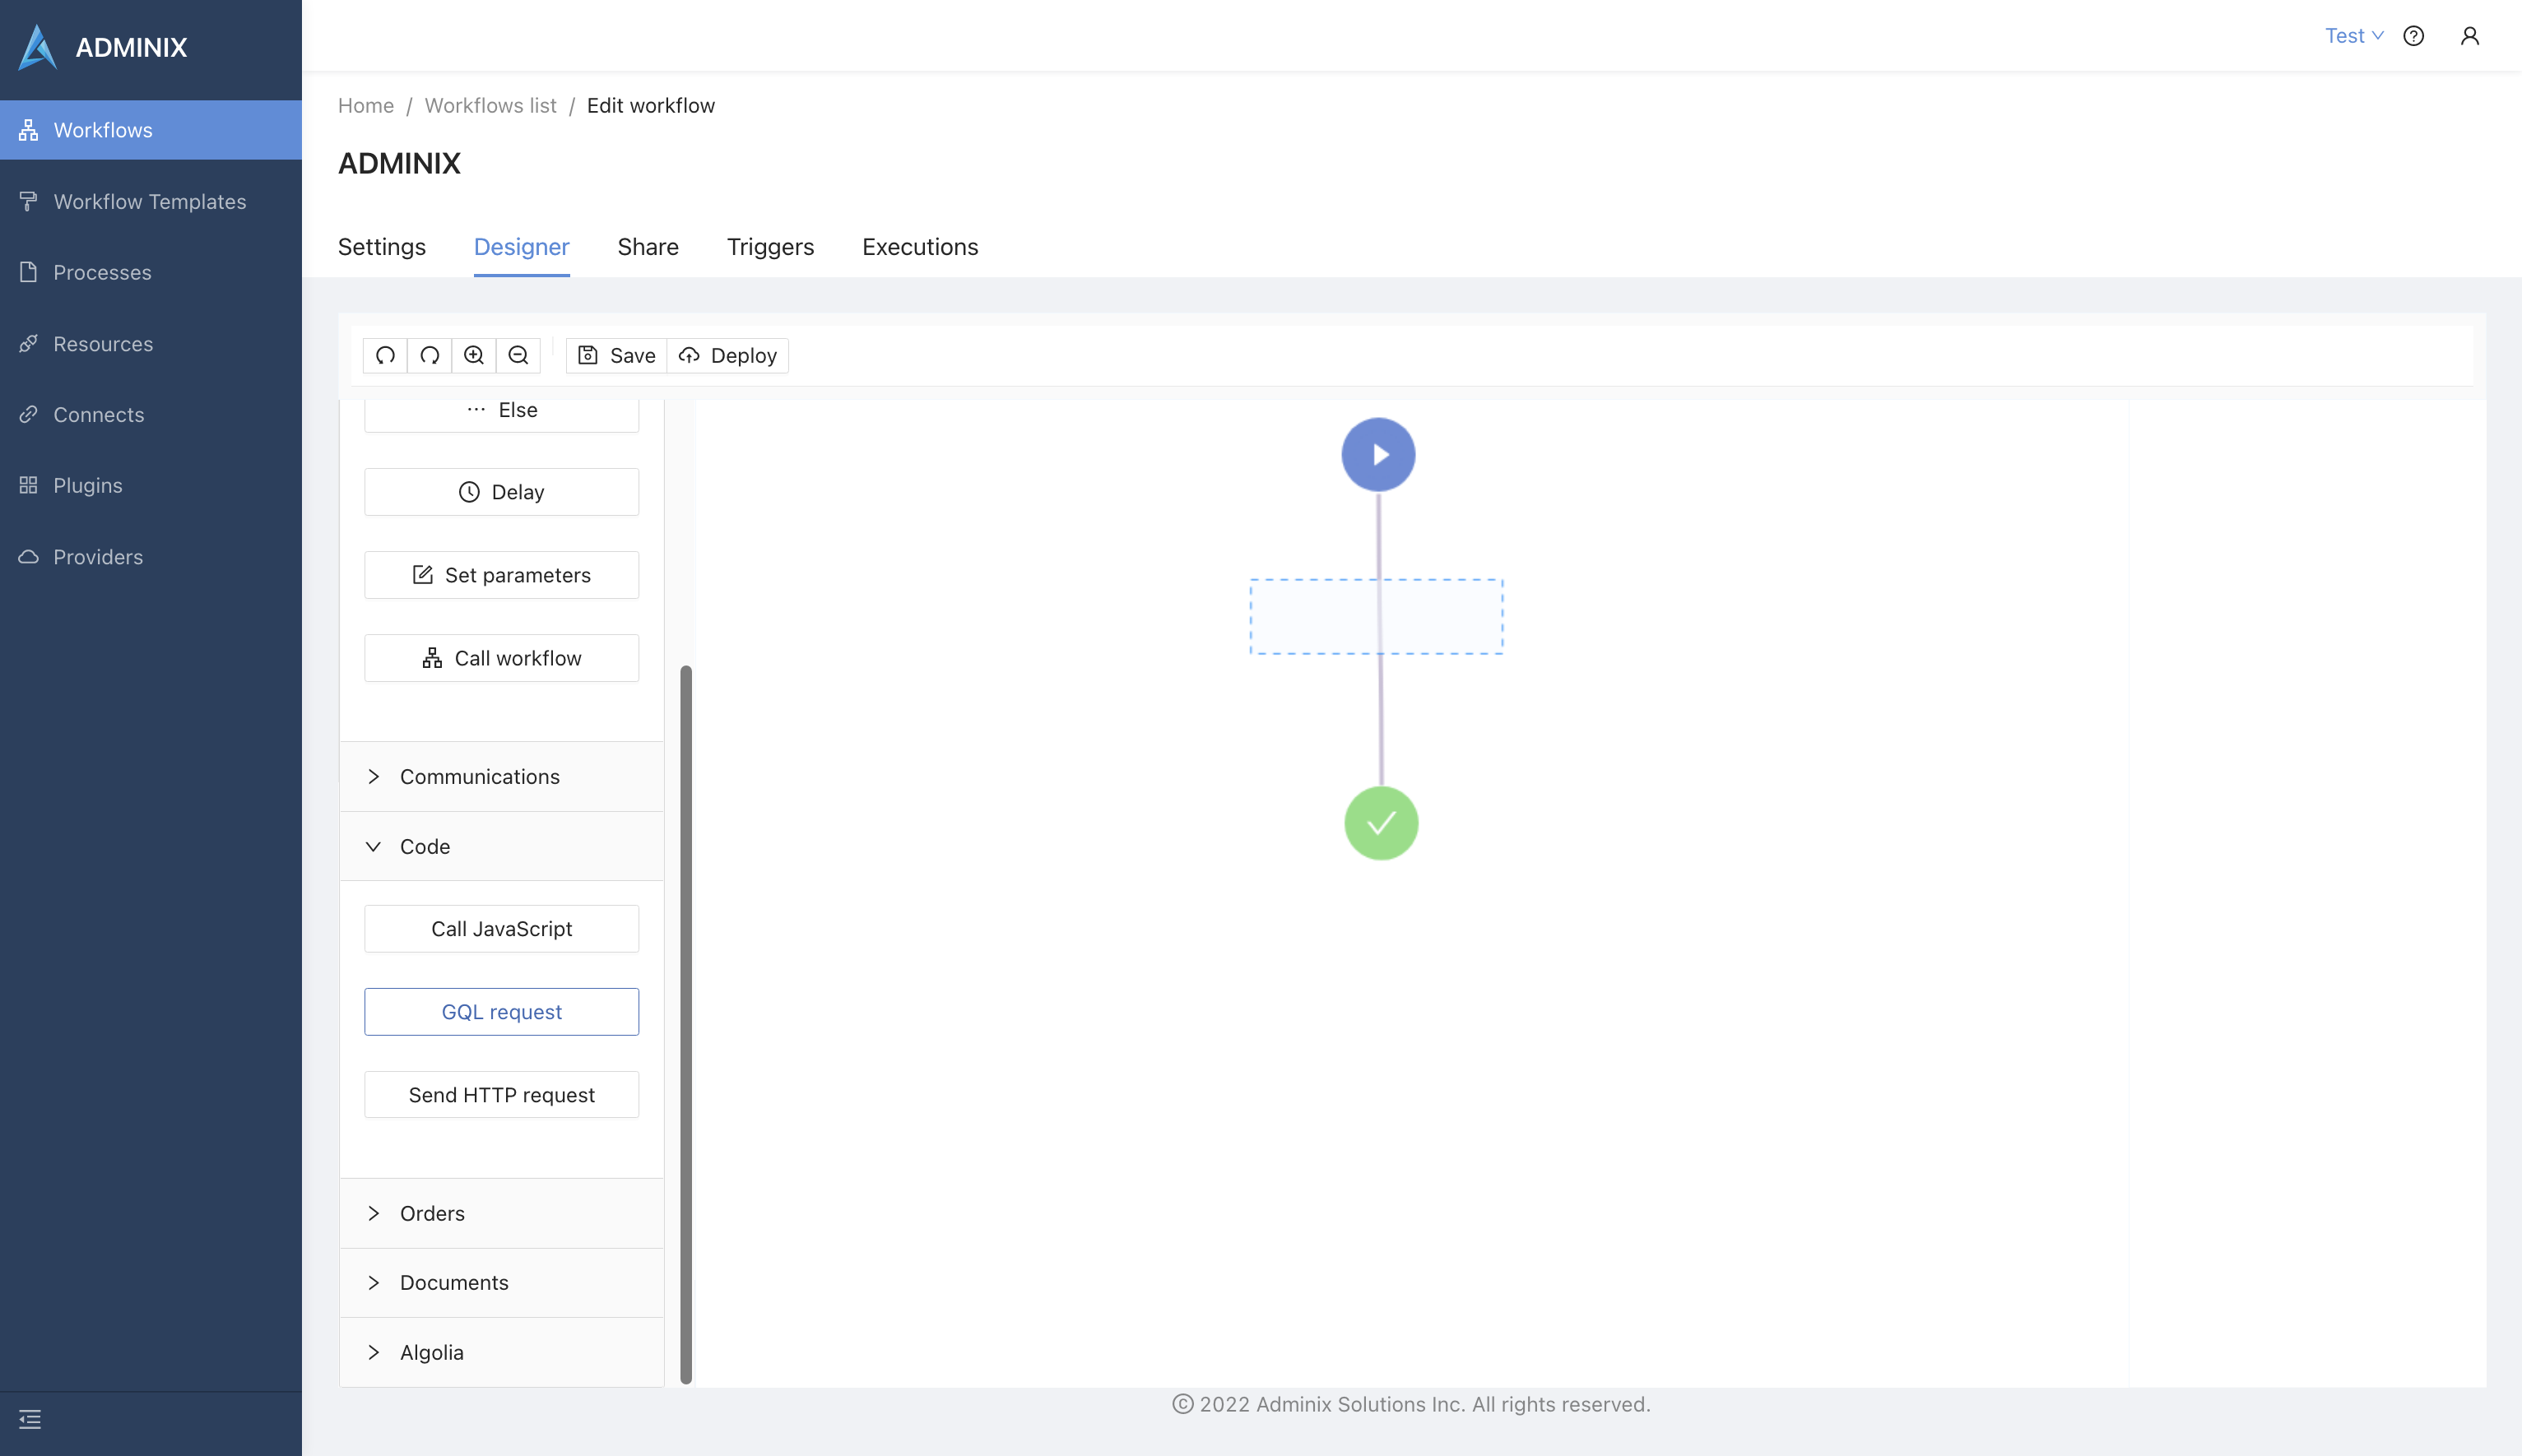 ADMINIX
Test
Workflows
Workflow Templates
Processes
Resources
Connects
Plugins
Providers
Home / Workflows list / Edit workflow
ADMINIX
Settings Designer Share Triggers Executions
Save Deploy
Else
Delay
Set parameters
Call workflow
Communications
Code
Call JavaScript
GQL request
Send HTTP request
Orders
Documents
Algolia
© 2022 Adminix Solutions Inc. All rights reserved.